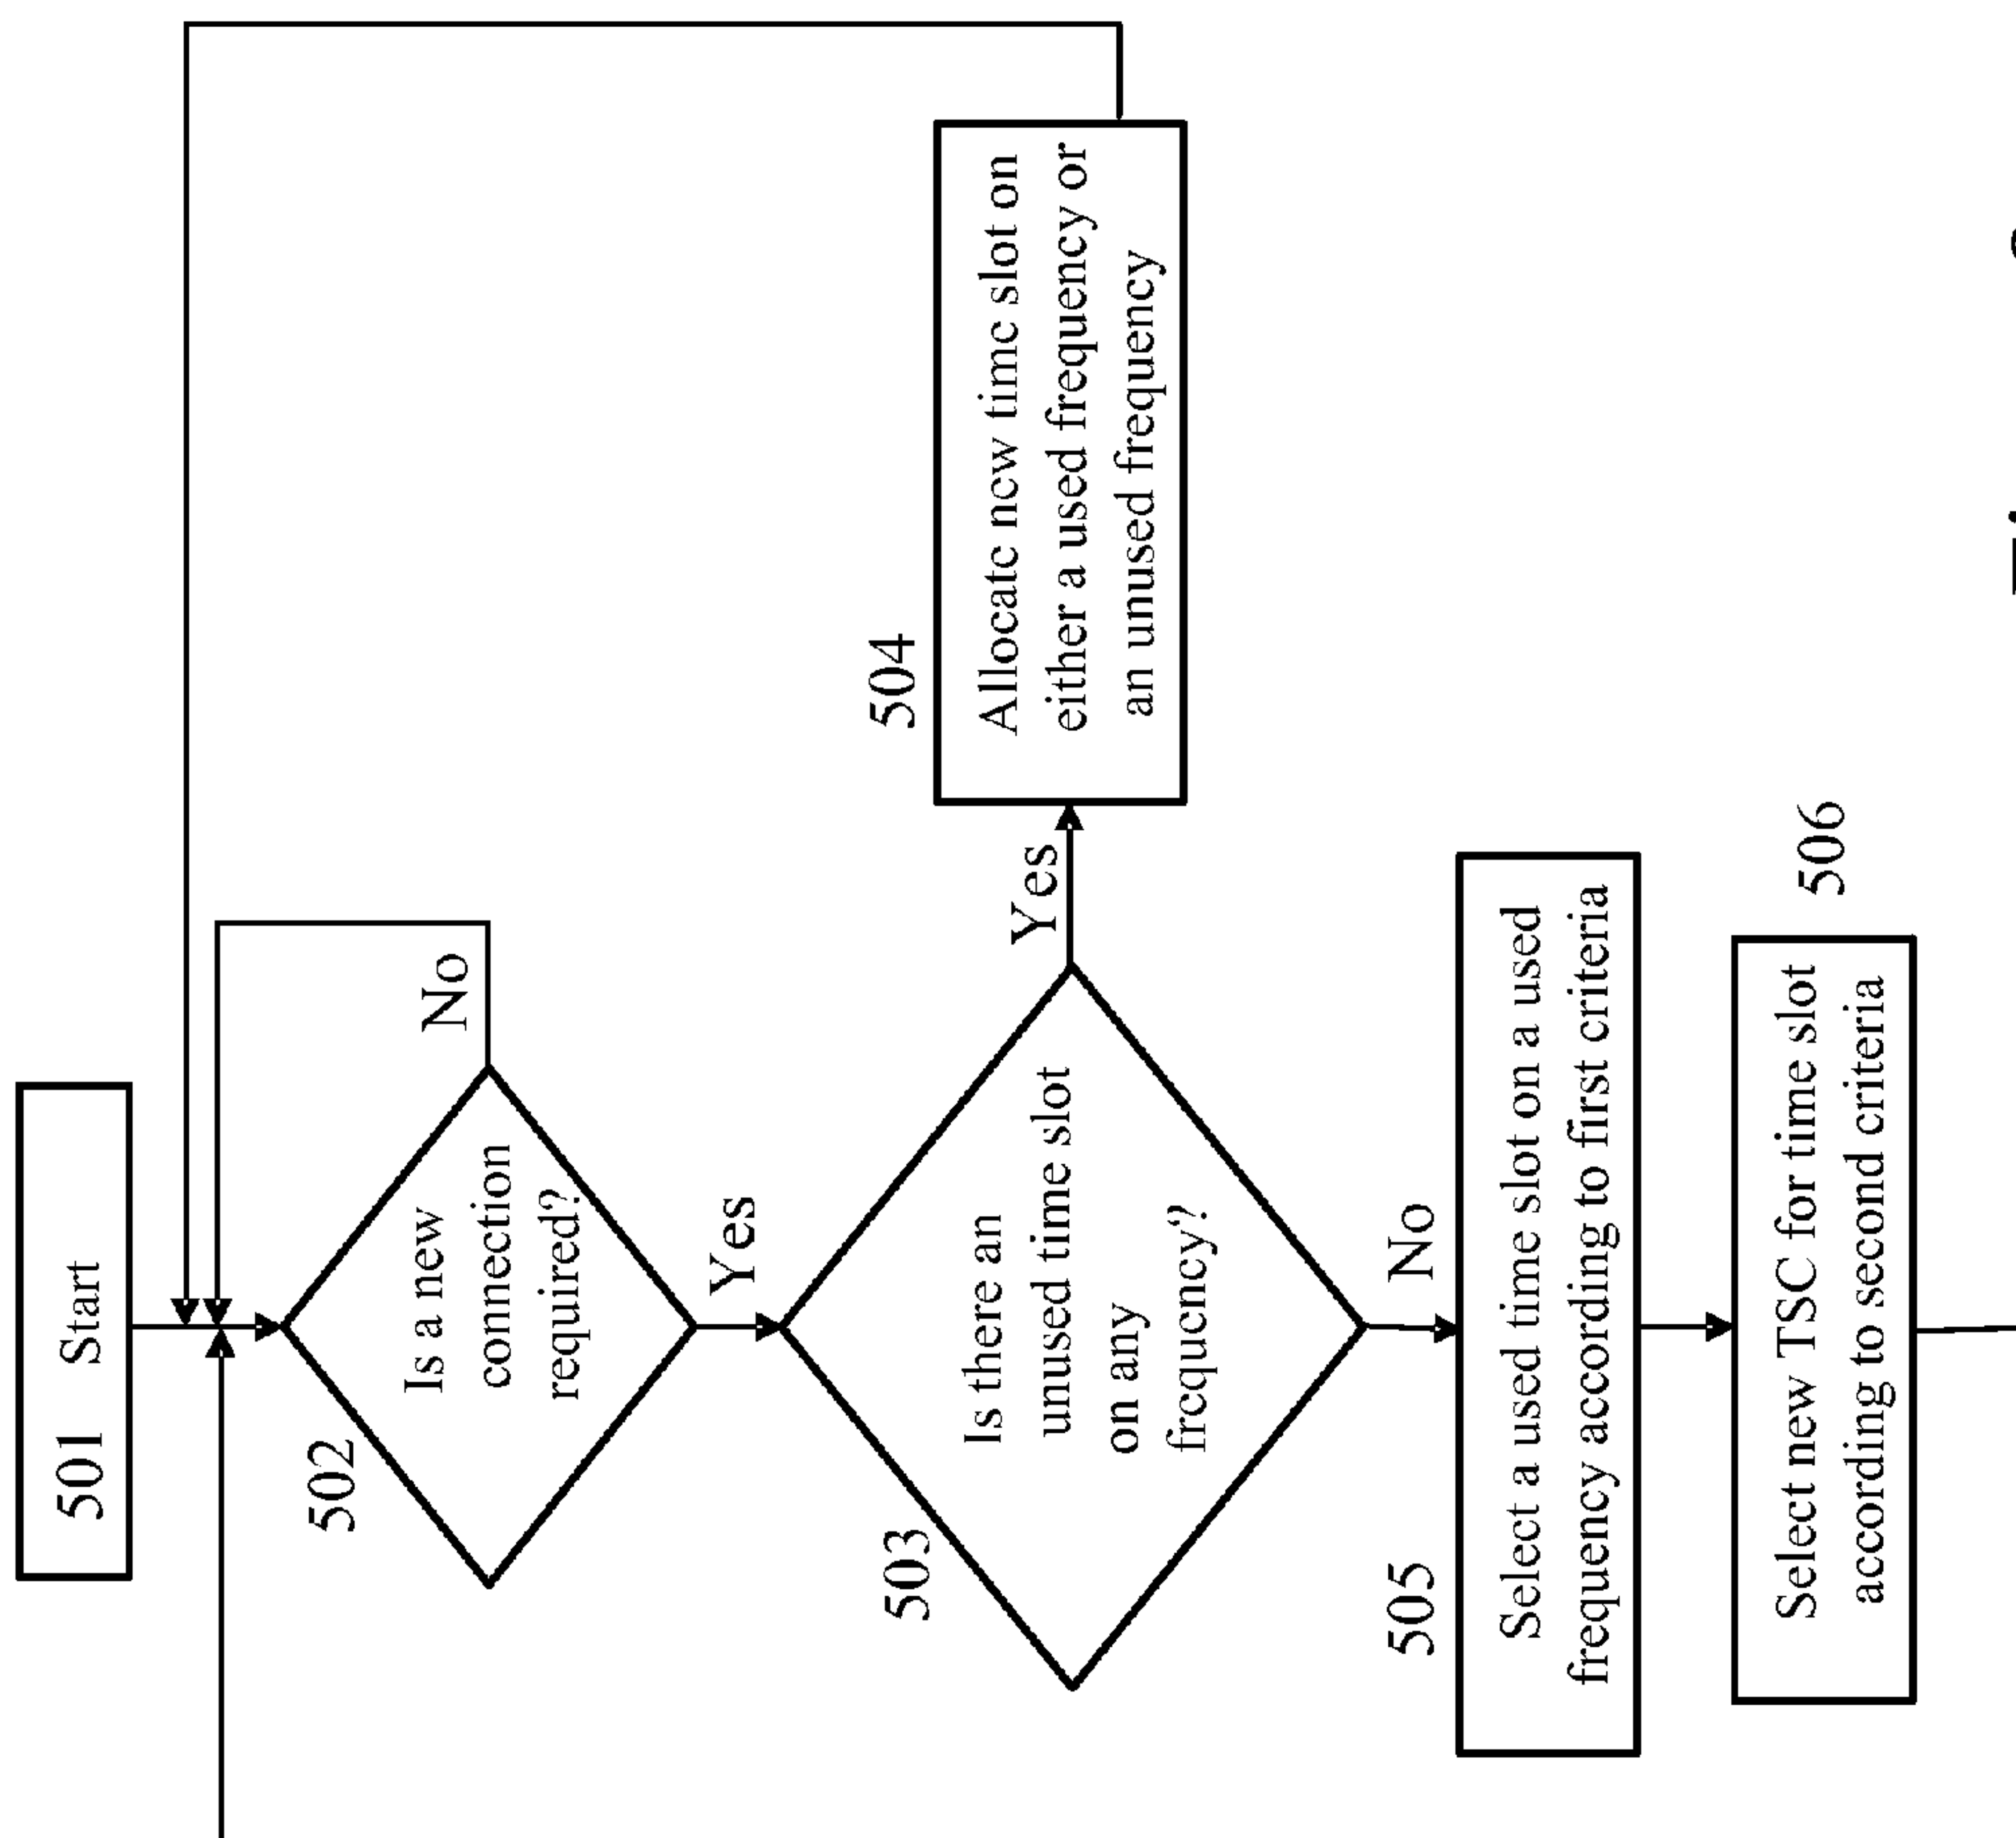 501 Start
502
Is a new
connection
required?
No
Yes
503
Is there an
unused time slot
on any
frequency?
Yes
504
Allocate new time slot on
either a used frequency or
an unused frequency
No
505
Select a used time slot on a used
frequency according to first criteria
506
Select new TSC for time slot
according to second criteria